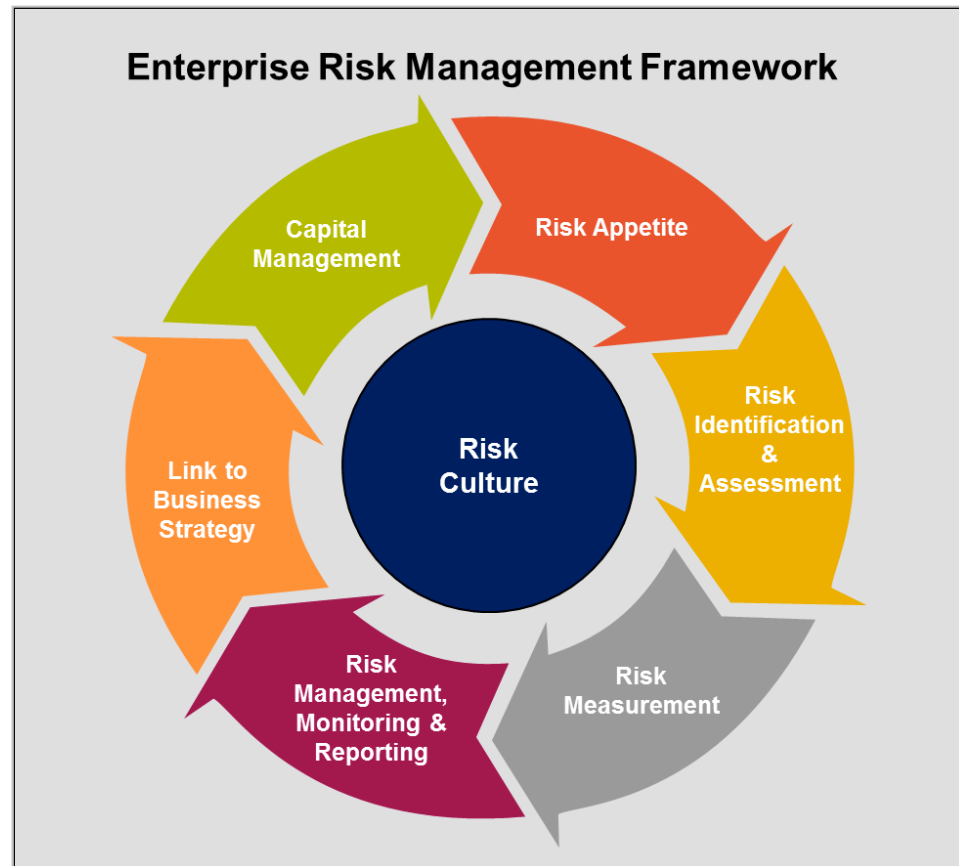 Enterprise Risk Management Framework
Capital
Management
Risk Appetite
Risk
Identification
&
Assessment
Risk
Culture
Link to
Business
Strategy
Risk
Management,
Monitoring &
Reporting
Risk
Measurement